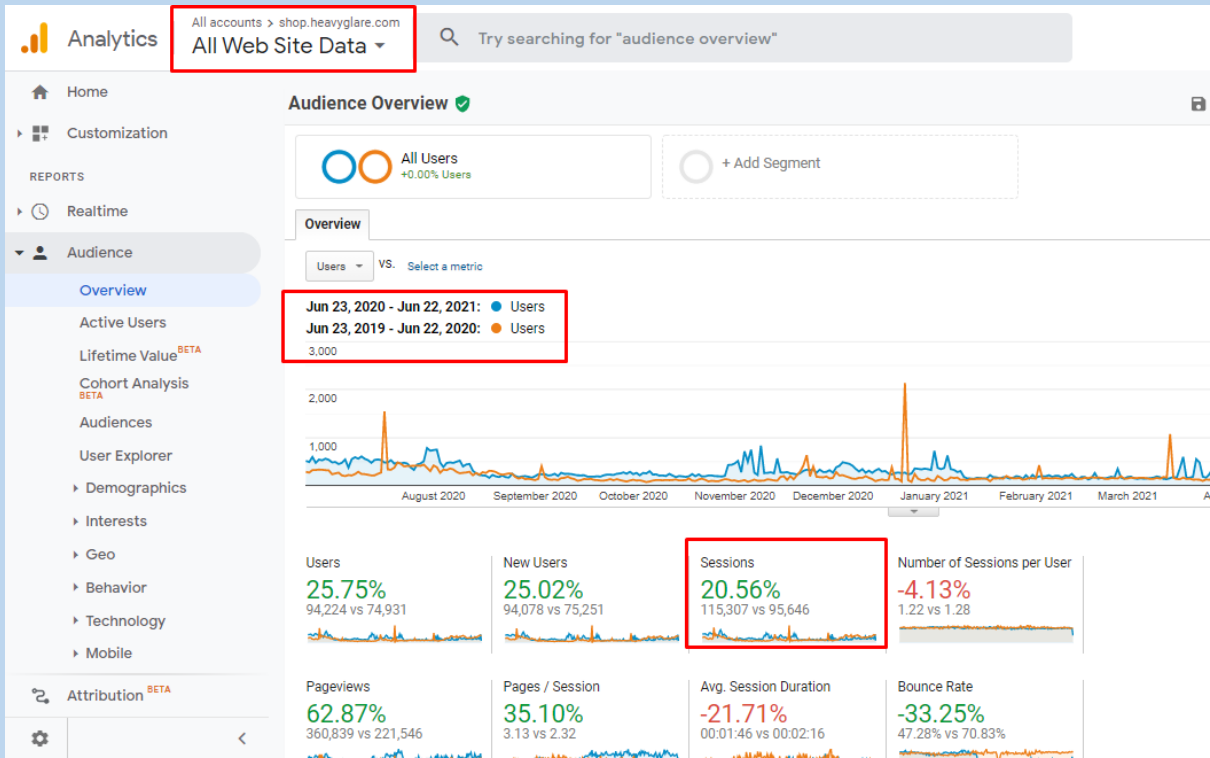 Analytics
All accounts > shop.heavyglare.com
All Web Site Data
Try searching for "audience overview"
Home
Customization
REPORTS
Realtime
Audience
Overview
Active Users
Lifetime Value BETA
Cohort Analysis
BETA
Audiences
User Explorer
Demographics
Interests
Geo
Behavior
Technology
Mobile
Attribution BETA
Audience Overview
All Users
+0.00% Users
+ Add Segment
Overview
Users VS. Select a metric
Jun 23, 2020 - Jun 22, 2021: Users
Jun 23, 2019 - Jun 22, 2020: Users
3,000
2,000
1,000
August 2020 September 2020 October 2020 November 2020 December 2020 January 2021 February 2021 March 2021 A
Users
25.75%
94,224 vs 74,931
New Users
25.02%
94,078 vs 75,251
Sessions
20.56%
115,307 vs 95,646
Number of Sessions per User
-4.13%
1.22 vs 1.28
Pageviews
62.87%
360,839 vs 221,546
Pages / Session
35.10%
3.13 vs 2.32
Avg. Session Duration
-21.71%
00:01:46 vs 00:02:16
Bounce Rate
-33.25%
47.28% vs 70.83%